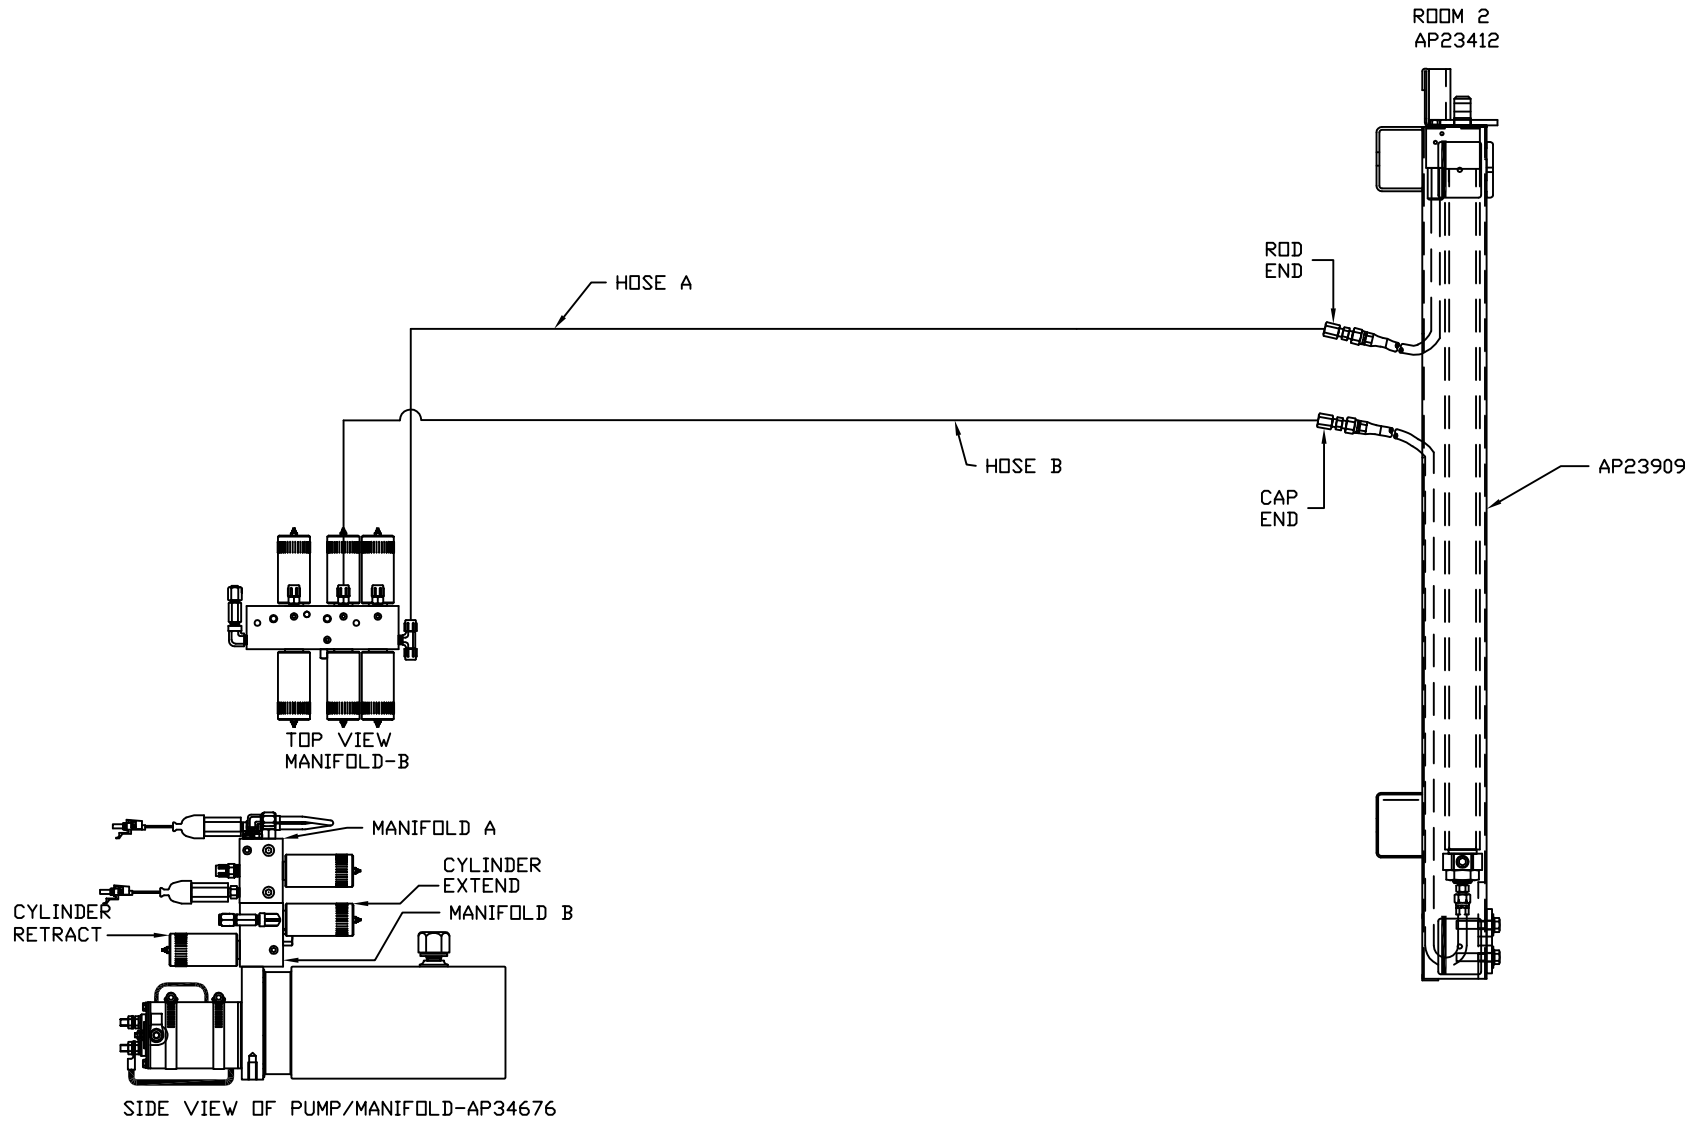 ROOM 2
AP23412
ROD
END
HOSE A
HOSE B
AP23909
CAP
END
TOP VIEW
MANIFOLD-B
MANIFOLD A
CYLINDER
EXTEND
MANIFOLD B
CYLINDER
RETRACT
SIDE VIEW OF PUMP/MANIFOLD-AP34676